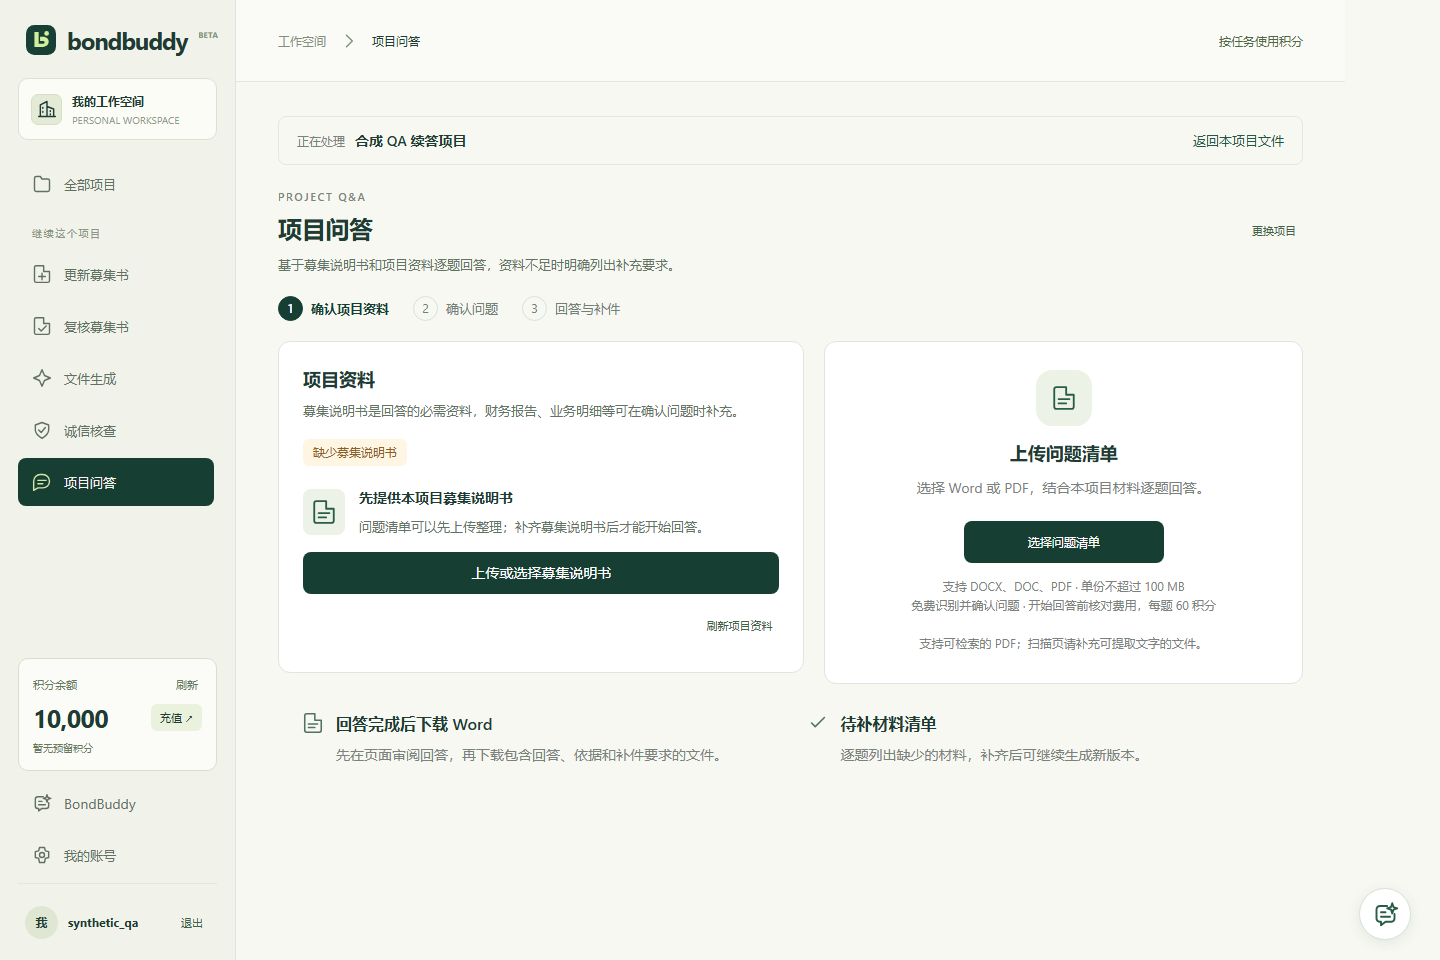 bondbuddy BETA
我的工作空间
PERSONAL WORKSPACE
全部项目
继续这个项目
更新募集书
复核募集书
文件生成
诚信核查
项目问答
积分余额 刷新
10,000 充值 ↗
暂无预留积分
BondBuddy
我的账号
我 synthetic_qa 退出
工作空间 项目问答 按任务使用积分
正在处理 合成 QA 续答项目 返回本项目文件
PROJECT Q&A
项目问答 更换项目
基于募集说明书和项目资料逐题回答，资料不足时明确列出补充要求。
1 确认项目资料 2 确认问题 3 回答与补件
项目资料
募集说明书是回答的必需资料，财务报告、业务明细等可在确认问题时补充。
缺少募集说明书
先提供本项目募集说明书
问题清单可以先上传整理；补齐募集说明书后才能开始回答。
上传或选择募集说明书
刷新项目资料
上传问题清单
选择 Word 或 PDF，结合本项目材料逐题回答。
选择问题清单
支持 DOCX、DOC、PDF · 单份不超过 100 MB
免费识别并确认问题 · 开始回答前核对费用，每题 60 积分
支持可检索的 PDF；扫描页请补充可提取文字的文件。
回答完成后下载 Word
先在页面审阅回答，再下载包含回答、依据和补件要求的文件。
待补材料清单
逐题列出缺少的材料，补齐后可继续生成新版本。